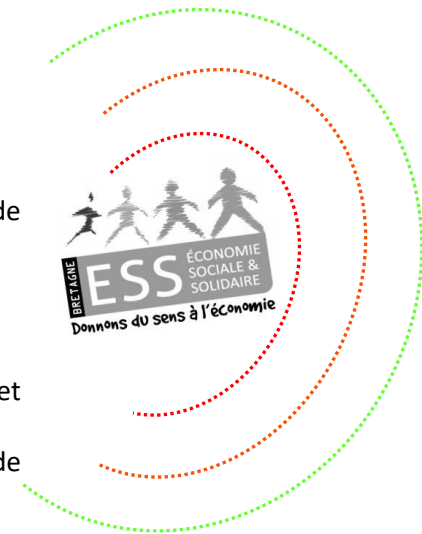 de
BRETAGNE
ESS
ÉCONOMIE
SOCIALE &
SOLIDAIRE
Donnons du sens à l'économie
et
de